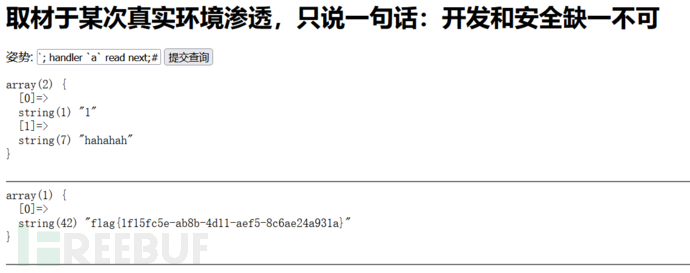 取材于某次真实环境渗透，只说一句话：开发和安全缺一不可
姿势: `; handler `a` read next;# 提交查询
array(2) {
[0]=>
string(1) "1"
[1]=>
string(7) "hahahah"
}
array(1) {
[0]=>
string(42) "flag{1f15fc5e-ab8b-4d11-aef5-8c6ae24a931a}"
}
FREEBUF